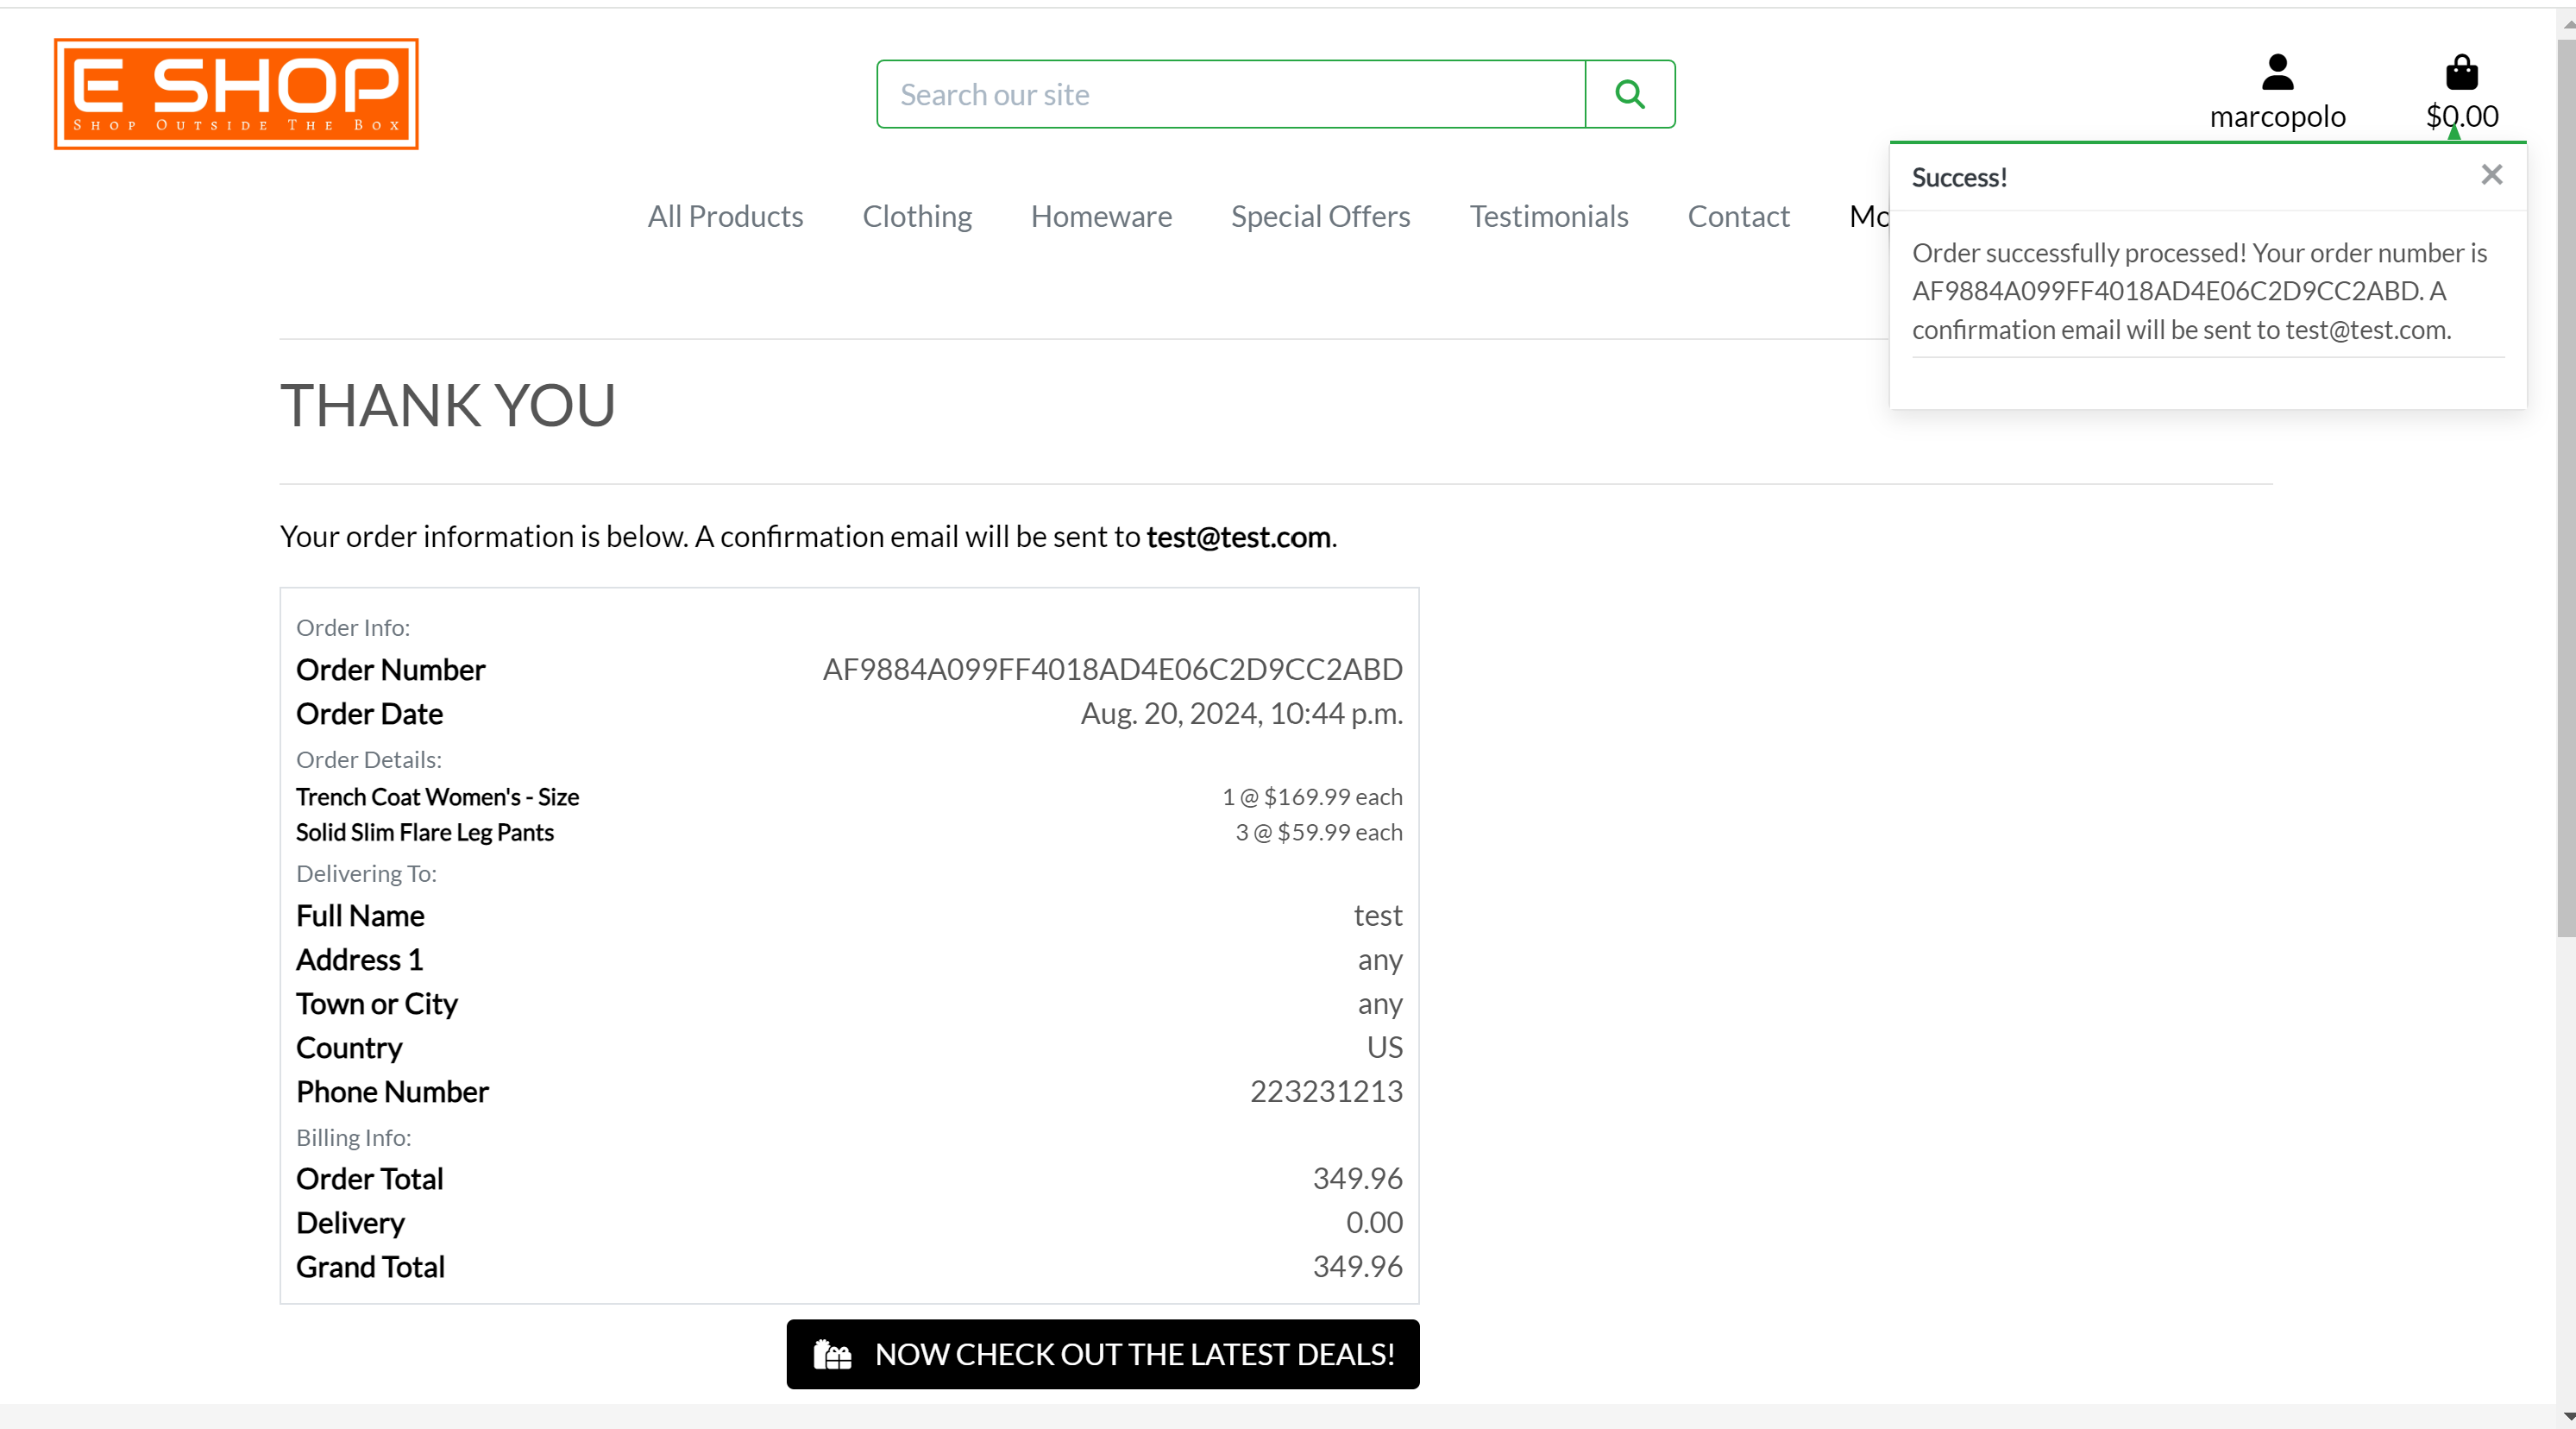 E SHOP
Shop Outside The Box
Search our site
marcopolo
$0.00
All Products Clothing Homeware Special Offers Testimonials Contact
Success!
Order successfully processed! Your order number is
AF9884A099FF4018AD4E06C2D9CC2ABD. A
confirmation email will be sent to test@test.com.
THANK YOU
Your order information is below. A confirmation email will be sent to test@test.com.
Order Info:
Order Number AF9884A099FF4018AD4E06C2D9CC2ABD
Order Date Aug. 20, 2024, 10:44 p.m.
Order Details:
Trench Coat Women's - Size 1 @ $169.99 each
Solid Slim Flare Leg Pants 3 @ $59.99 each
Delivering To:
Full Name test
Address 1 any
Town or City any
Country US
Phone Number 223231213
Billing Info:
Order Total 349.96
Delivery 0.00
Grand Total 349.96
NOW CHECK OUT THE LATEST DEALS!